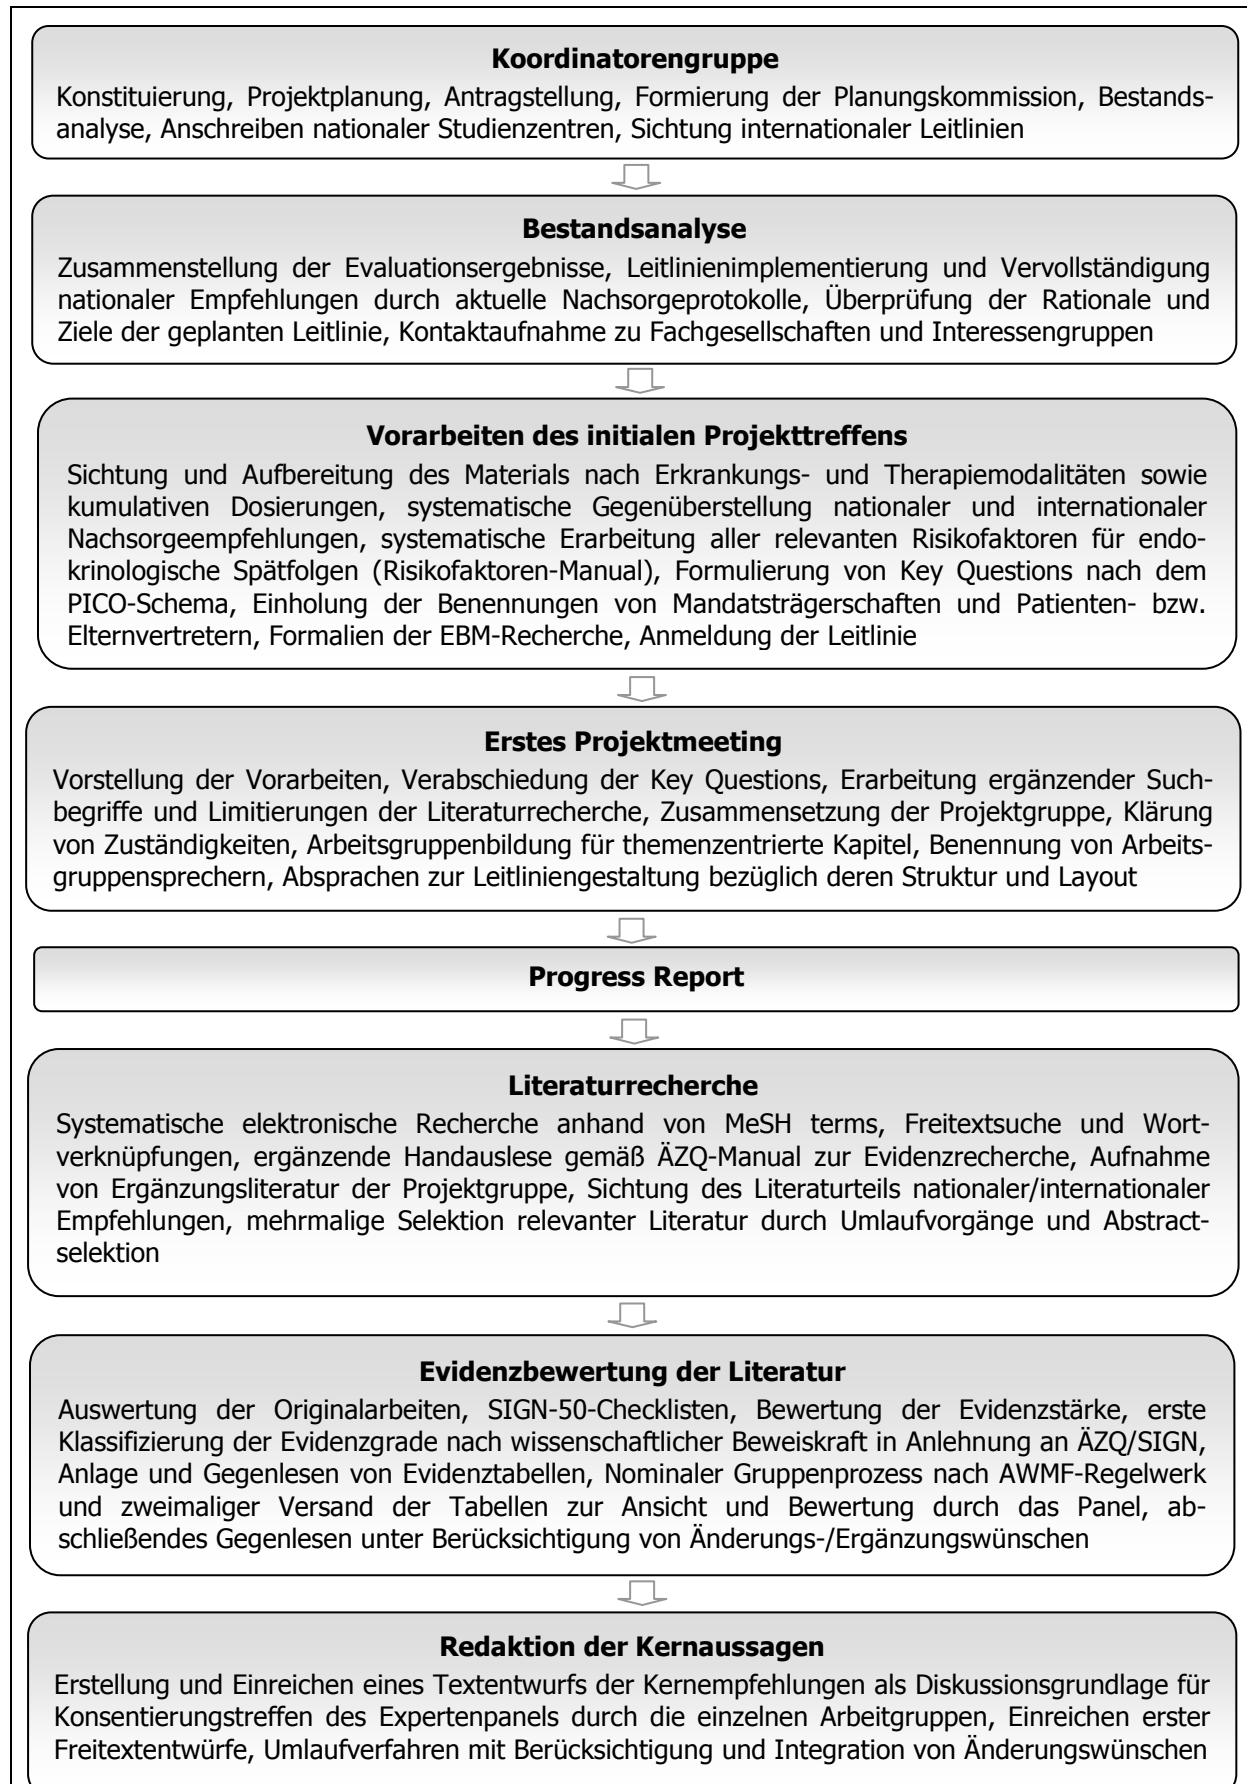 Koordinatorengruppe
Konstituierung, Projektplanung, Antragstellung, Formierung der Planungskommission, Bestands-
analyse, Anschreiben nationaler Studienzentren, Sichtung internationaler Leitlinien
Bestandsanalyse
Zusammenstellung der Evaluationsergebnisse, Leitlinienimplementierung und Vervollständigung
nationaler Empfehlungen durch aktuelle Nachsorgeprotokolle, Überprüfung der Rationale und
Ziele der geplanten Leitlinie, Kontaktaufnahme zu Fachgesellschaften und Interessengruppen
Vorarbeiten des initialen Projekttreffens
Sichtung und Aufbereitung des Materials nach Erkrankungs- und Therapiemodalitäten sowie
kumulativen Dosierungen, systematische Gegenüberstellung nationaler und internationaler
Nachsorgeempfehlungen, systematische Erarbeitung aller relevanten Risikofaktoren für endo-
krinologische Spätfolgen (Risikofaktoren-Manual), Formulierung von Key Questions nach dem
PICO-Schema, Einholung der Benennungen von Mandatsträgerschaften und Patienten- bzw.
Elternvertretern, Formalien der EBM-Recherche, Anmeldung der Leitlinie
Erstes Projektmeeting
Vorstellung der Vorarbeiten, Verabschiedung der Key Questions, Erarbeitung ergänzender Such-
begriffe und Limitierungen der Literaturrecherche, Zusammensetzung der Projektgruppe, Klärung
von Zuständigkeiten, Arbeitsgruppenbildung für themenzentrierte Kapitel, Benennung von Arbeits-
gruppensprechern, Absprachen zur Leitliniengestaltung bezüglich deren Struktur und Layout
Progress Report
Literaturrecherche
Systematische elektronische Recherche anhand von MeSH terms, Freitextsuche und Wort-
verknüpfungen, ergänzende Handauslese gemäß ÄZQ-Manual zur Evidenzrecherche, Aufnahme
von Ergänzungsliteratur der Projektgruppe, Sichtung des Literaturteils nationaler/internationaler
Empfehlungen, mehrmalige Selektion relevanter Literatur durch Umlaufvorgänge und Abstract-
selektion
Evidenzbewertung der Literatur
Auswertung der Originalarbeiten, SIGN-50-Checklisten, Bewertung der Evidenzstärke, erste
Klassifizierung der Evidenzgrade nach wissenschaftlicher Beweiskraft in Anlehnung an ÄZQ/SIGN,
Anlage und Gegenlesen von Evidenztabellen, Nominaler Gruppenprozess nach AWMF-Regelwerk
und zweimaliger Versand der Tabellen zur Ansicht und Bewertung durch das Panel, ab-
schließendes Gegenlesen unter Berücksichtigung von Änderungs-/Ergänzungswünschen
Redaktion der Kernaussagen
Erstellung und Einreichen eines Textentwurfs der Kernempfehlungen als Diskussionsgrundlage für
Konsentierungstreffen des Expertenpanels durch die einzelnen Arbeitgruppen, Einreichen erster
Freitextentwürfe, Umlaufverfahren mit Berücksichtigung und Integration von Änderungswünschen